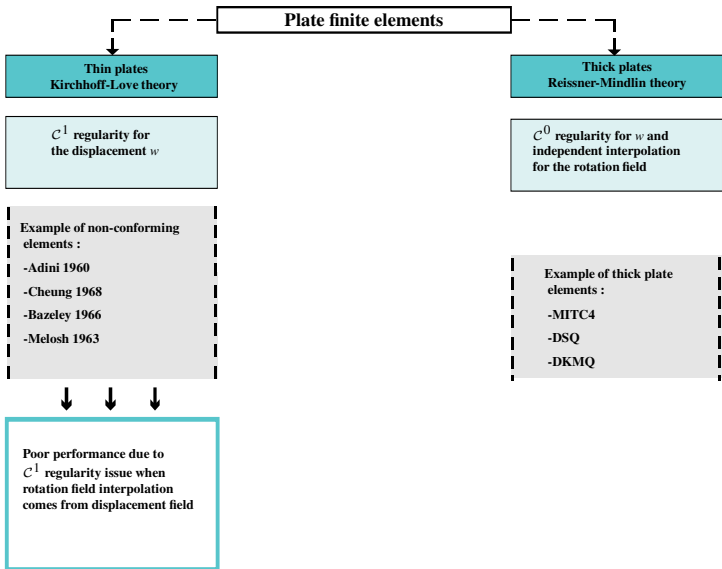 Plate finite elements
Thin plates
Kirchhoff-Love theory
C¹ regularity for
the displacement w
Example of non-conforming
elements :
-Adini 1960
-Cheung 1968
-Bazeley 1966
-Melosh 1963
Poor performance due to
C¹ regularity issue when
rotation field interpolation
comes from displacement field
Thick plates
Reissner-Mindlin theory
C⁰ regularity for w and
independent interpolation
for the rotation field
Example of thick plate
elements :
-MITC4
-DSQ
-DKMQ